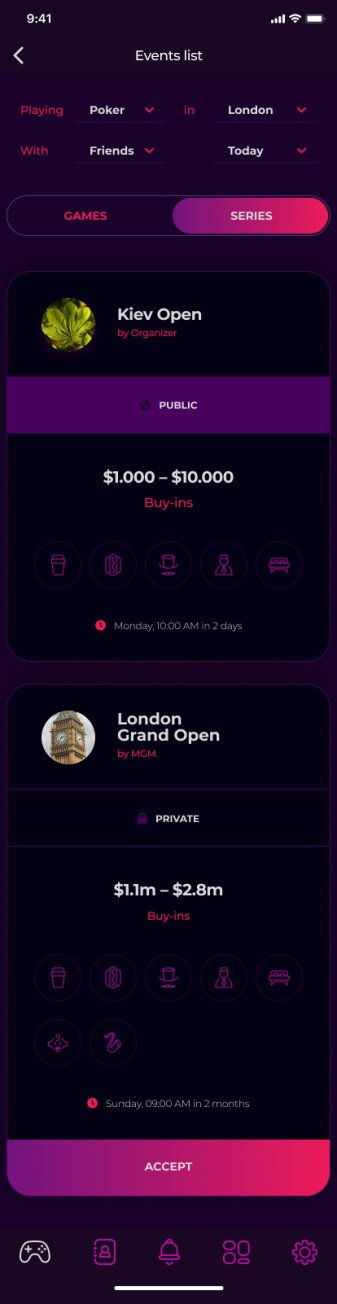 9:41
Events list
Playing Poker in London
With Friends Today
GAMES SERIES
Kiev Open
by Organizer
PUBLIC
$1.000 – $10.000
Buy-ins
Monday, 10:00 AM in 2 days
London
Grand Open
by MGM
PRIVATE
$1.1m – $2.8m
Buy-ins
Sunday, 09:00 AM in 2 months
ACCEPT